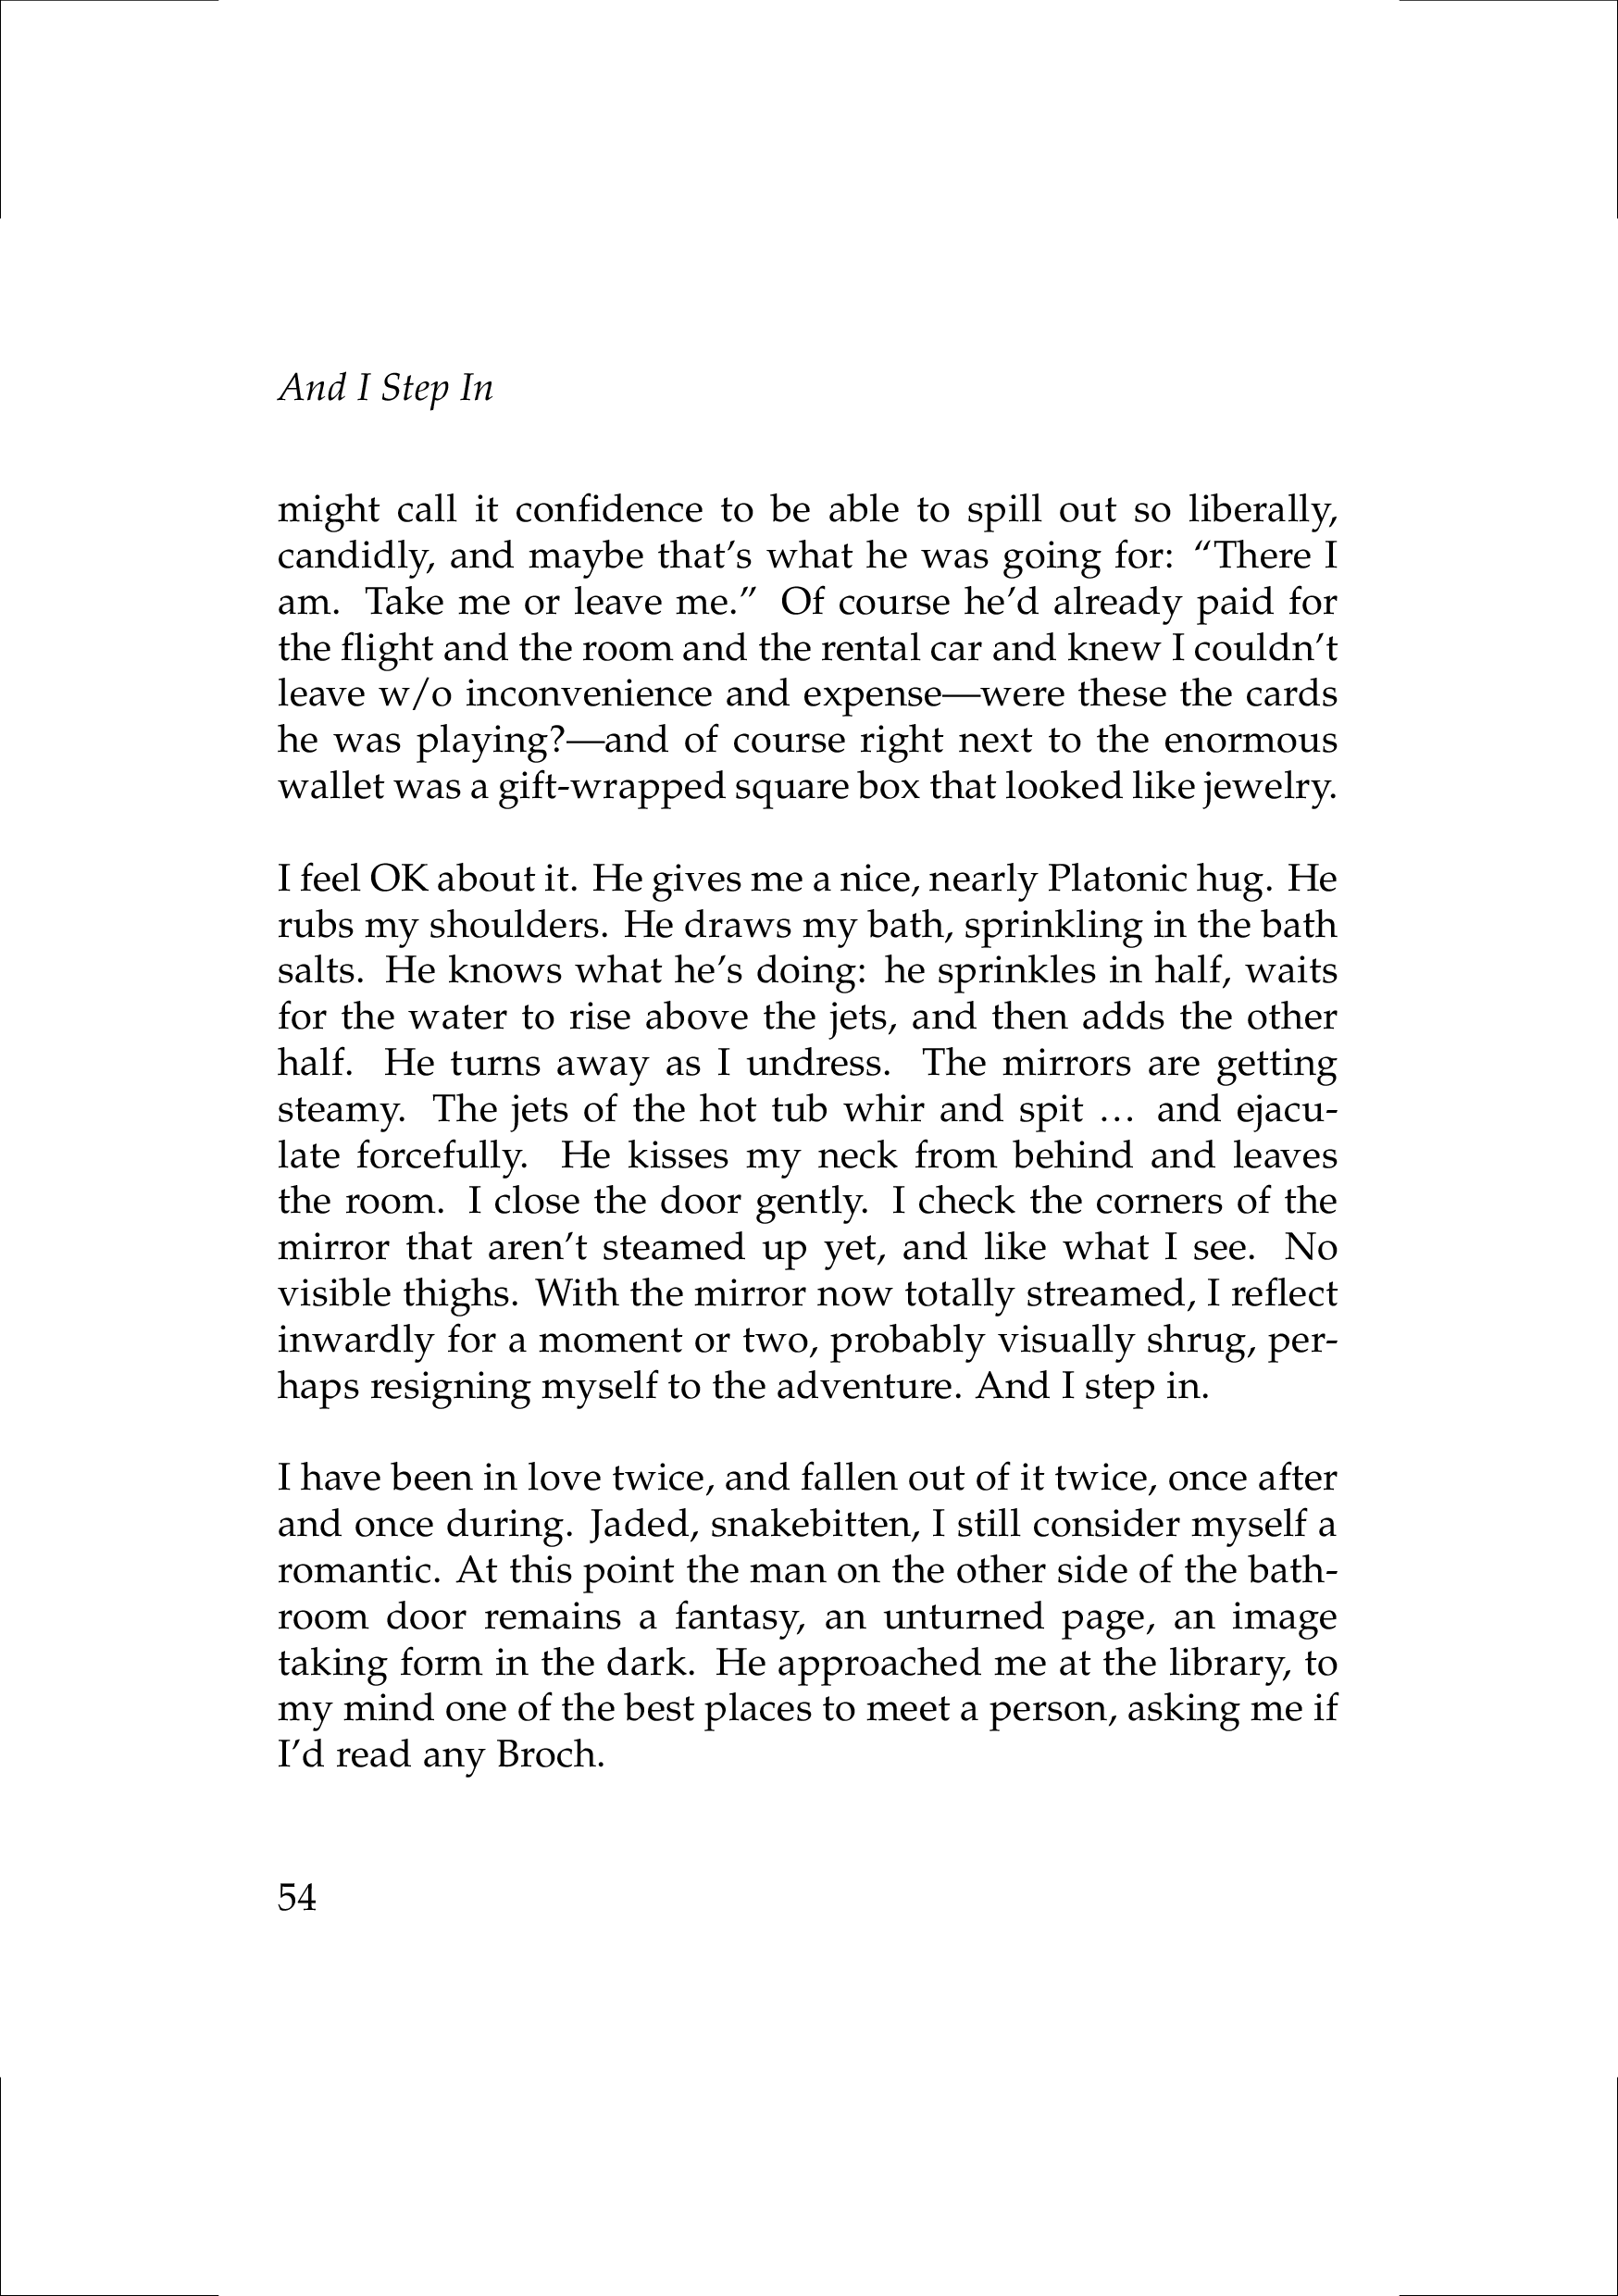 And I Step In
might call it confidence to be able to spill out so liberally,
candidly, and maybe that’s what he was going for: “There I
am. Take me or leave me.” Of course he’d already paid for
the flight and the room and the rental car and knew I couldn’t
leave w/o inconvenience and expense—were these the cards
he was playing?—and of course right next to the enormous
wallet was a gift-wrapped square box that looked like jewelry.
I feel OK about it. He gives me a nice, nearly Platonic hug. He
rubs my shoulders. He draws my bath, sprinkling in the bath
salts. He knows what he’s doing: he sprinkles in half, waits
for the water to rise above the jets, and then adds the other
half. He turns away as I undress. The mirrors are getting
steamy. The jets of the hot tub whir and spit … and ejacu-
late forcefully. He kisses my neck from behind and leaves
the room. I close the door gently. I check the corners of the
mirror that aren’t steamed up yet, and like what I see. No
visible thighs. With the mirror now totally streamed, I reflect
inwardly for a moment or two, probably visually shrug, per-
haps resigning myself to the adventure. And I step in.
I have been in love twice, and fallen out of it twice, once after
and once during. Jaded, snakebitten, I still consider myself a
romantic. At this point the man on the other side of the bath-
room door remains a fantasy, an unturned page, an image
taking form in the dark. He approached me at the library, to
my mind one of the best places to meet a person, asking me if
I’d read any Broch.
54